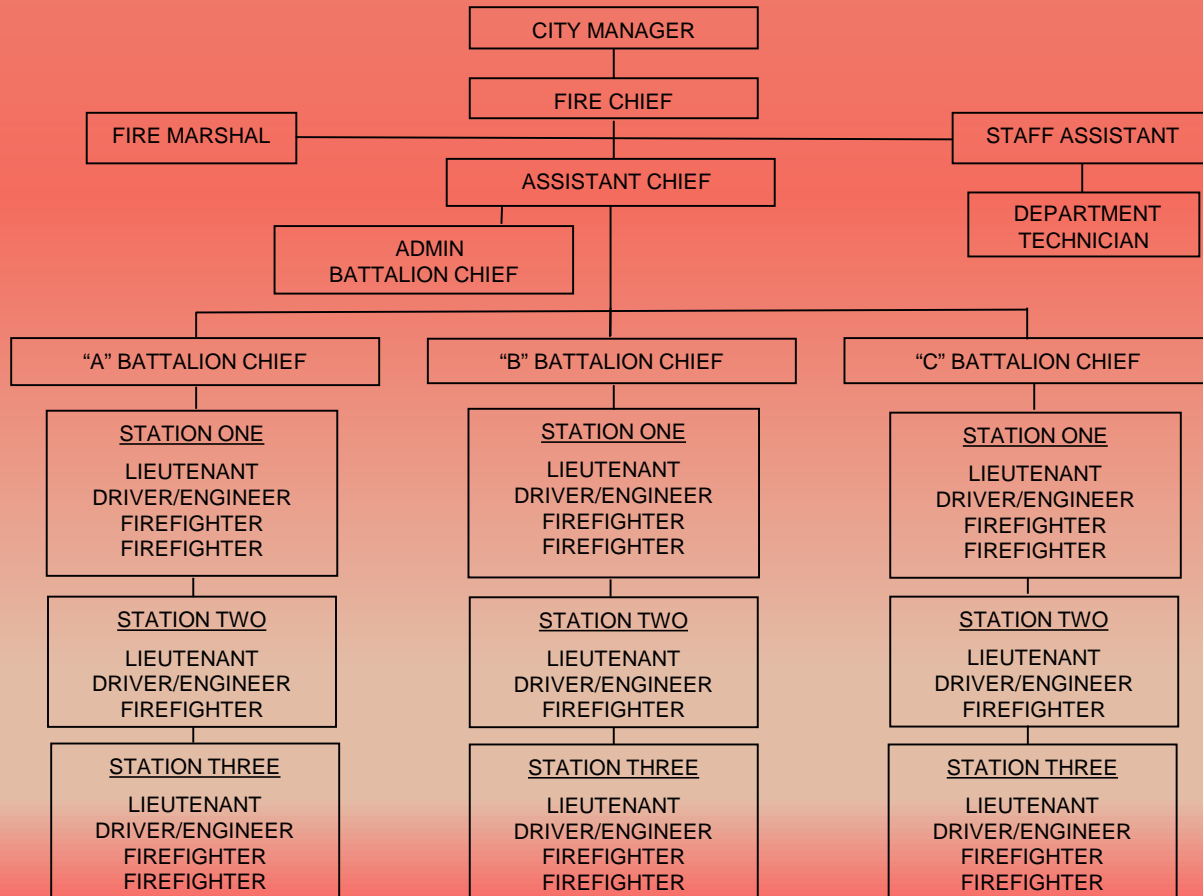 CITY MANAGER
FIRE CHIEF
FIRE MARSHAL
STAFF ASSISTANT
ASSISTANT CHIEF
DEPARTMENT
TECHNICIAN
ADMIN
BATTALION CHIEF
“A” BATTALION CHIEF
“B” BATTALION CHIEF
“C” BATTALION CHIEF
STATION ONE
LIEUTENANT
DRIVER/ENGINEER
FIREFIGHTER
FIREFIGHTER
STATION TWO
LIEUTENANT
DRIVER/ENGINEER
FIREFIGHTER
STATION THREE
LIEUTENANT
DRIVER/ENGINEER
FIREFIGHTER
FIREFIGHTER
STATION ONE
LIEUTENANT
DRIVER/ENGINEER
FIREFIGHTER
FIREFIGHTER
STATION TWO
LIEUTENANT
DRIVER/ENGINEER
FIREFIGHTER
STATION THREE
LIEUTENANT
DRIVER/ENGINEER
FIREFIGHTER
FIREFIGHTER
STATION ONE
LIEUTENANT
DRIVER/ENGINEER
FIREFIGHTER
FIREFIGHTER
STATION TWO
LIEUTENANT
DRIVER/ENGINEER
FIREFIGHTER
STATION THREE
LIEUTENANT
DRIVER/ENGINEER
FIREFIGHTER
FIREFIGHTER